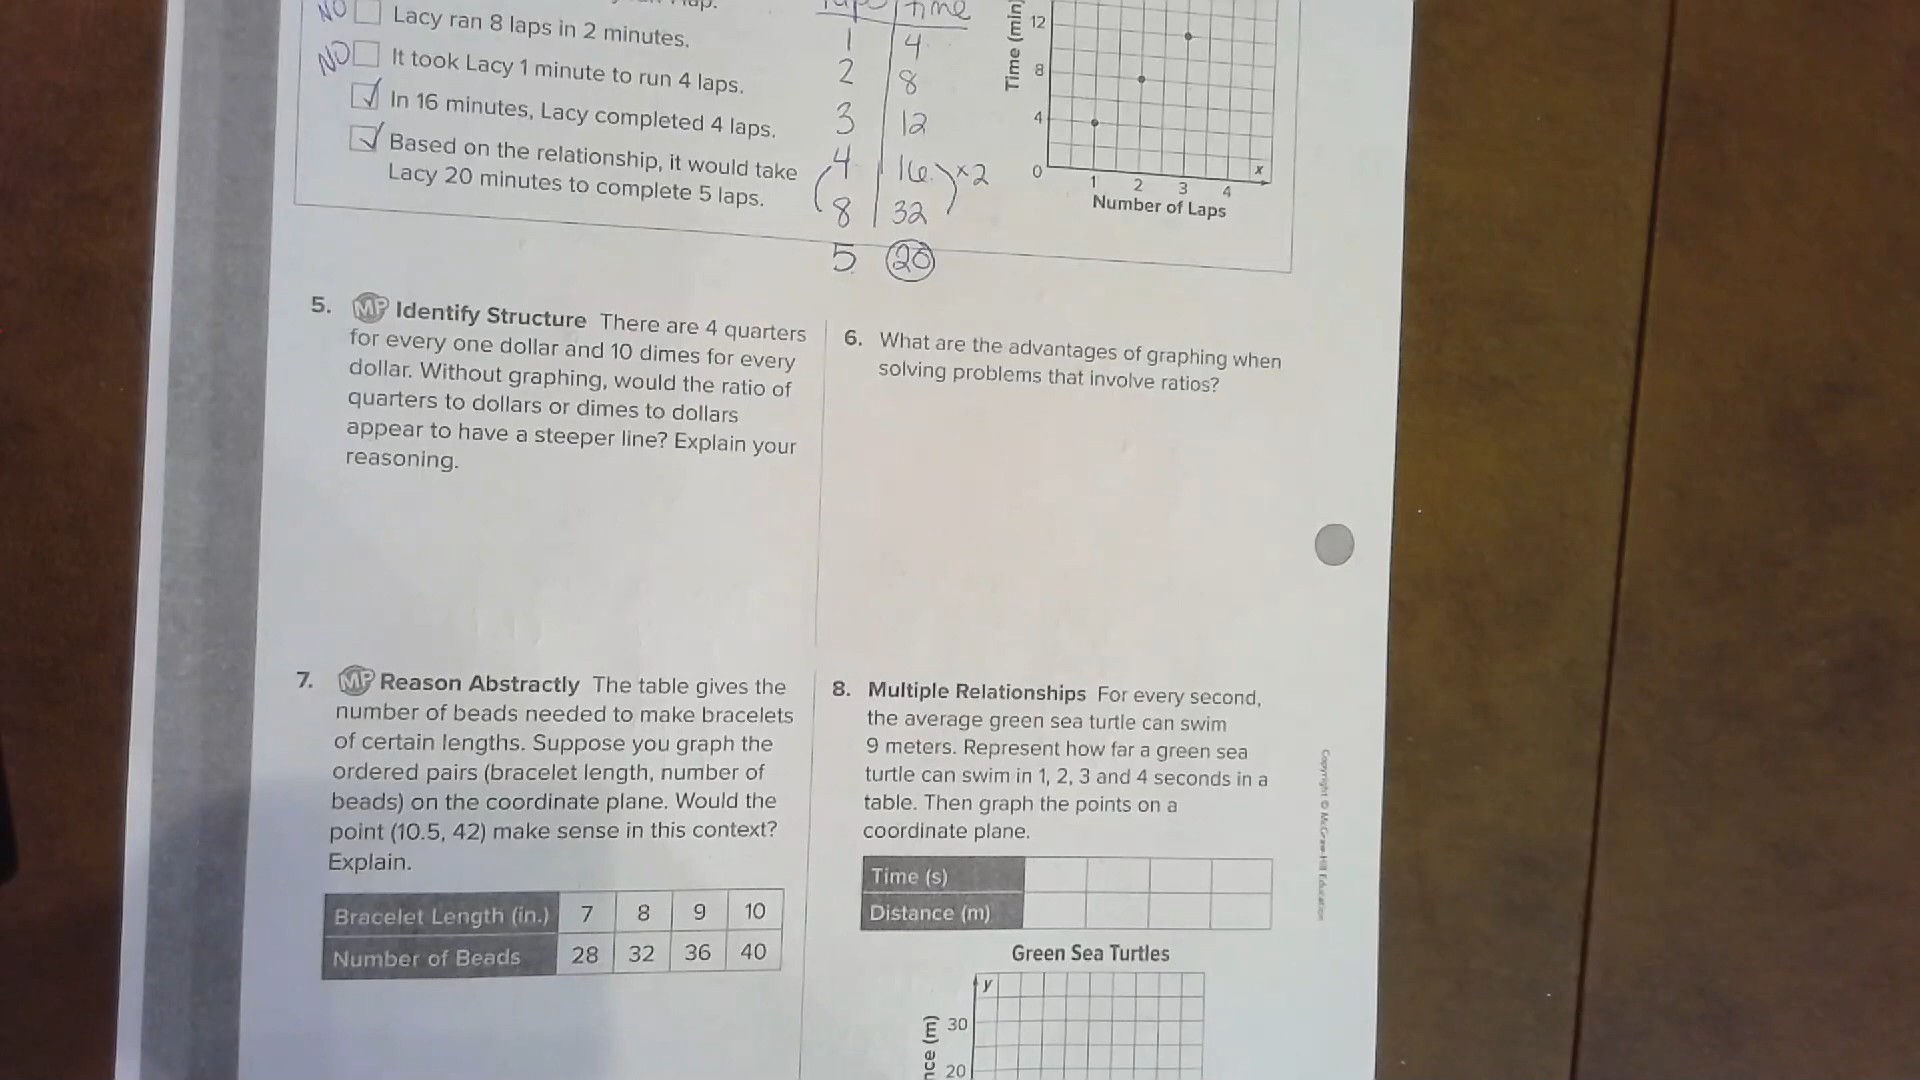 NO Lacy ran 8 laps in 2 minutes.
NO It took Lacy 1 minute to run 4 laps.
In 16 minutes, Lacy completed 4 laps.
Based on the relationship, it would take
Lacy 20 minutes to complete 5 laps.
laps time
1 4
2 8
3 12
4 16 ×2
8 32
5 20
Time (min)
12
8
4
0
1 2 3 4
x
Number of Laps
5. MP Identify Structure There are 4 quarters
for every one dollar and 10 dimes for every
dollar. Without graphing, would the ratio of
quarters to dollars or dimes to dollars
appear to have a steeper line? Explain your
reasoning.
6. What are the advantages of graphing when
solving problems that involve ratios?
7. MP Reason Abstractly The table gives the
number of beads needed to make bracelets
of certain lengths. Suppose you graph the
ordered pairs (bracelet length, number of
beads) on the coordinate plane. Would the
point (10.5, 42) make sense in this context?
Explain.
Bracelet Length (in.) 7 8 9 10
Number of Beads 28 32 36 40
8. Multiple Relationships For every second,
the average green sea turtle can swim
9 meters. Represent how far a green sea
turtle can swim in 1, 2, 3 and 4 seconds in a
table. Then graph the points on a
coordinate plane.
Time (s)
Distance (m)
Green Sea Turtles
y
30
20
nce (m)
Copyright © McGraw-Hill Education